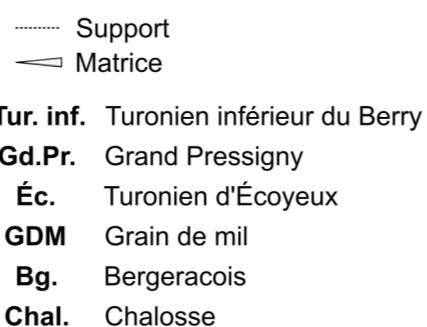 Support
Matrice
Tur. inf. Turonien inférieur du Berry
Gd.Pr. Grand Pressigny
Éc. Turonien d'Écoyeux
GDM Grain de mil
Bg. Bergeracois
Chal. Chalosse